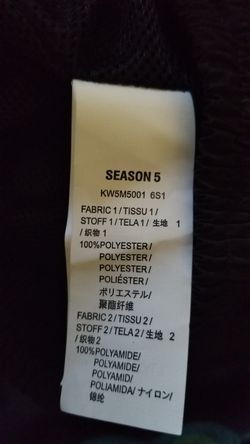 SEASON 5
KW5M5001 6S1
FABRIC 1 / TISSU 1 /
STOFF 1 / TELA 1 / 生地 1
/ 织物 1
100%POLYESTER/
POLYESTER/
POLYESTER/
POLIÉSTER/
ポリエステル/
聚酯纤维
FABRIC 2 / TISSU 2 /
STOFF 2 / TELA 2 / 生地 2
/ 织物2
100%POLYAMIDE/
POLYAMIDE/
POLYAMID/
POLIAMIDA/ ナイロン/
锦纶